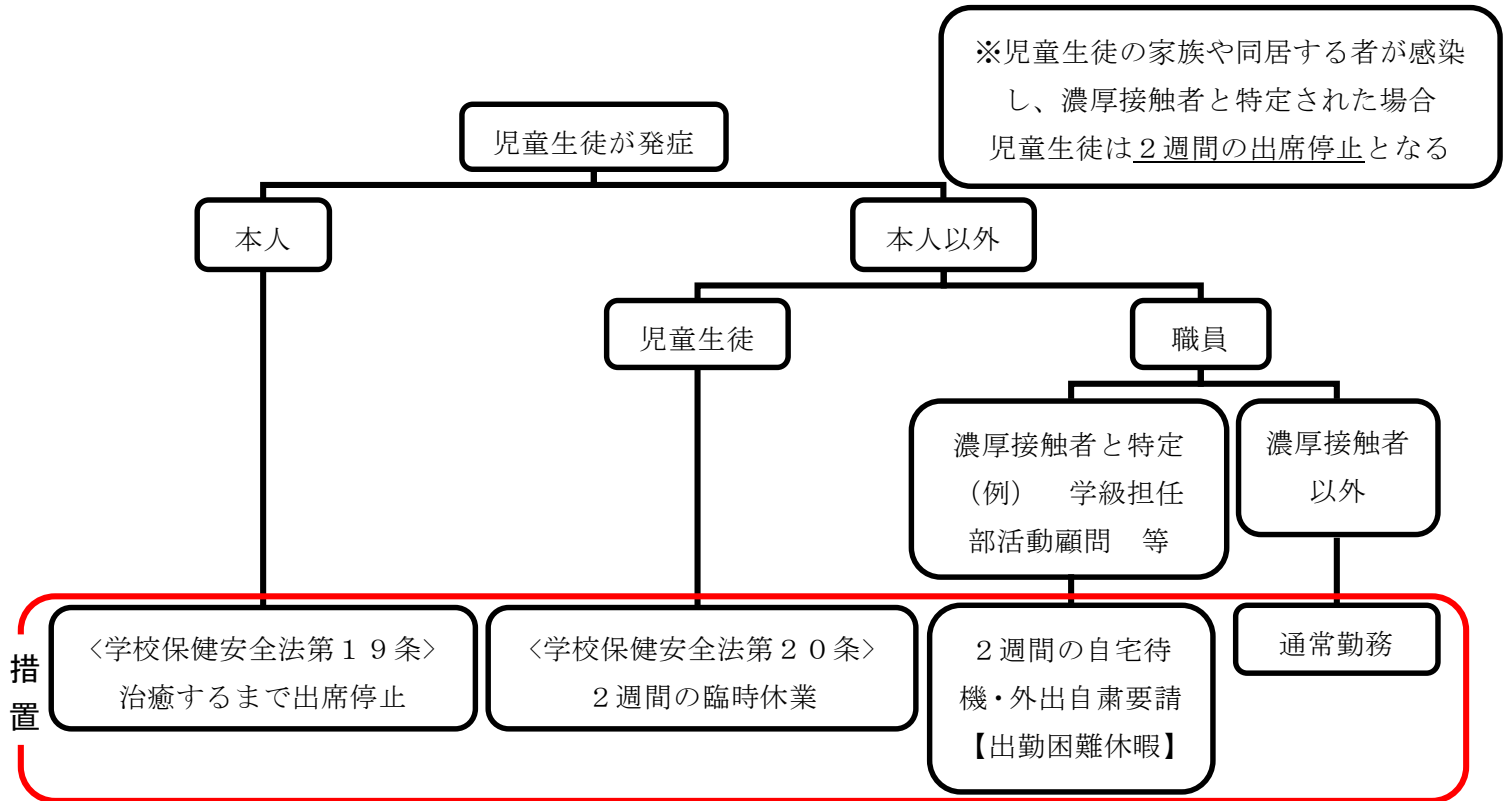 ※児童生徒の家族や同居する者が感染
し、濃厚接触者と特定された場合
児童生徒は２週間の出席停止となる
児童生徒が発症
本人
本人以外
児童生徒
職員
濃厚接触者と特定
（例）　学級担任
部活動顧問　等
濃厚接触者
以外
措
置
<学校保健安全法第１９条>
治癒するまで出席停止
<学校保健安全法第２０条>
２週間の臨時休業
２週間の自宅待
機・外出自粛要請
【出勤困難休暇】
通常勤務